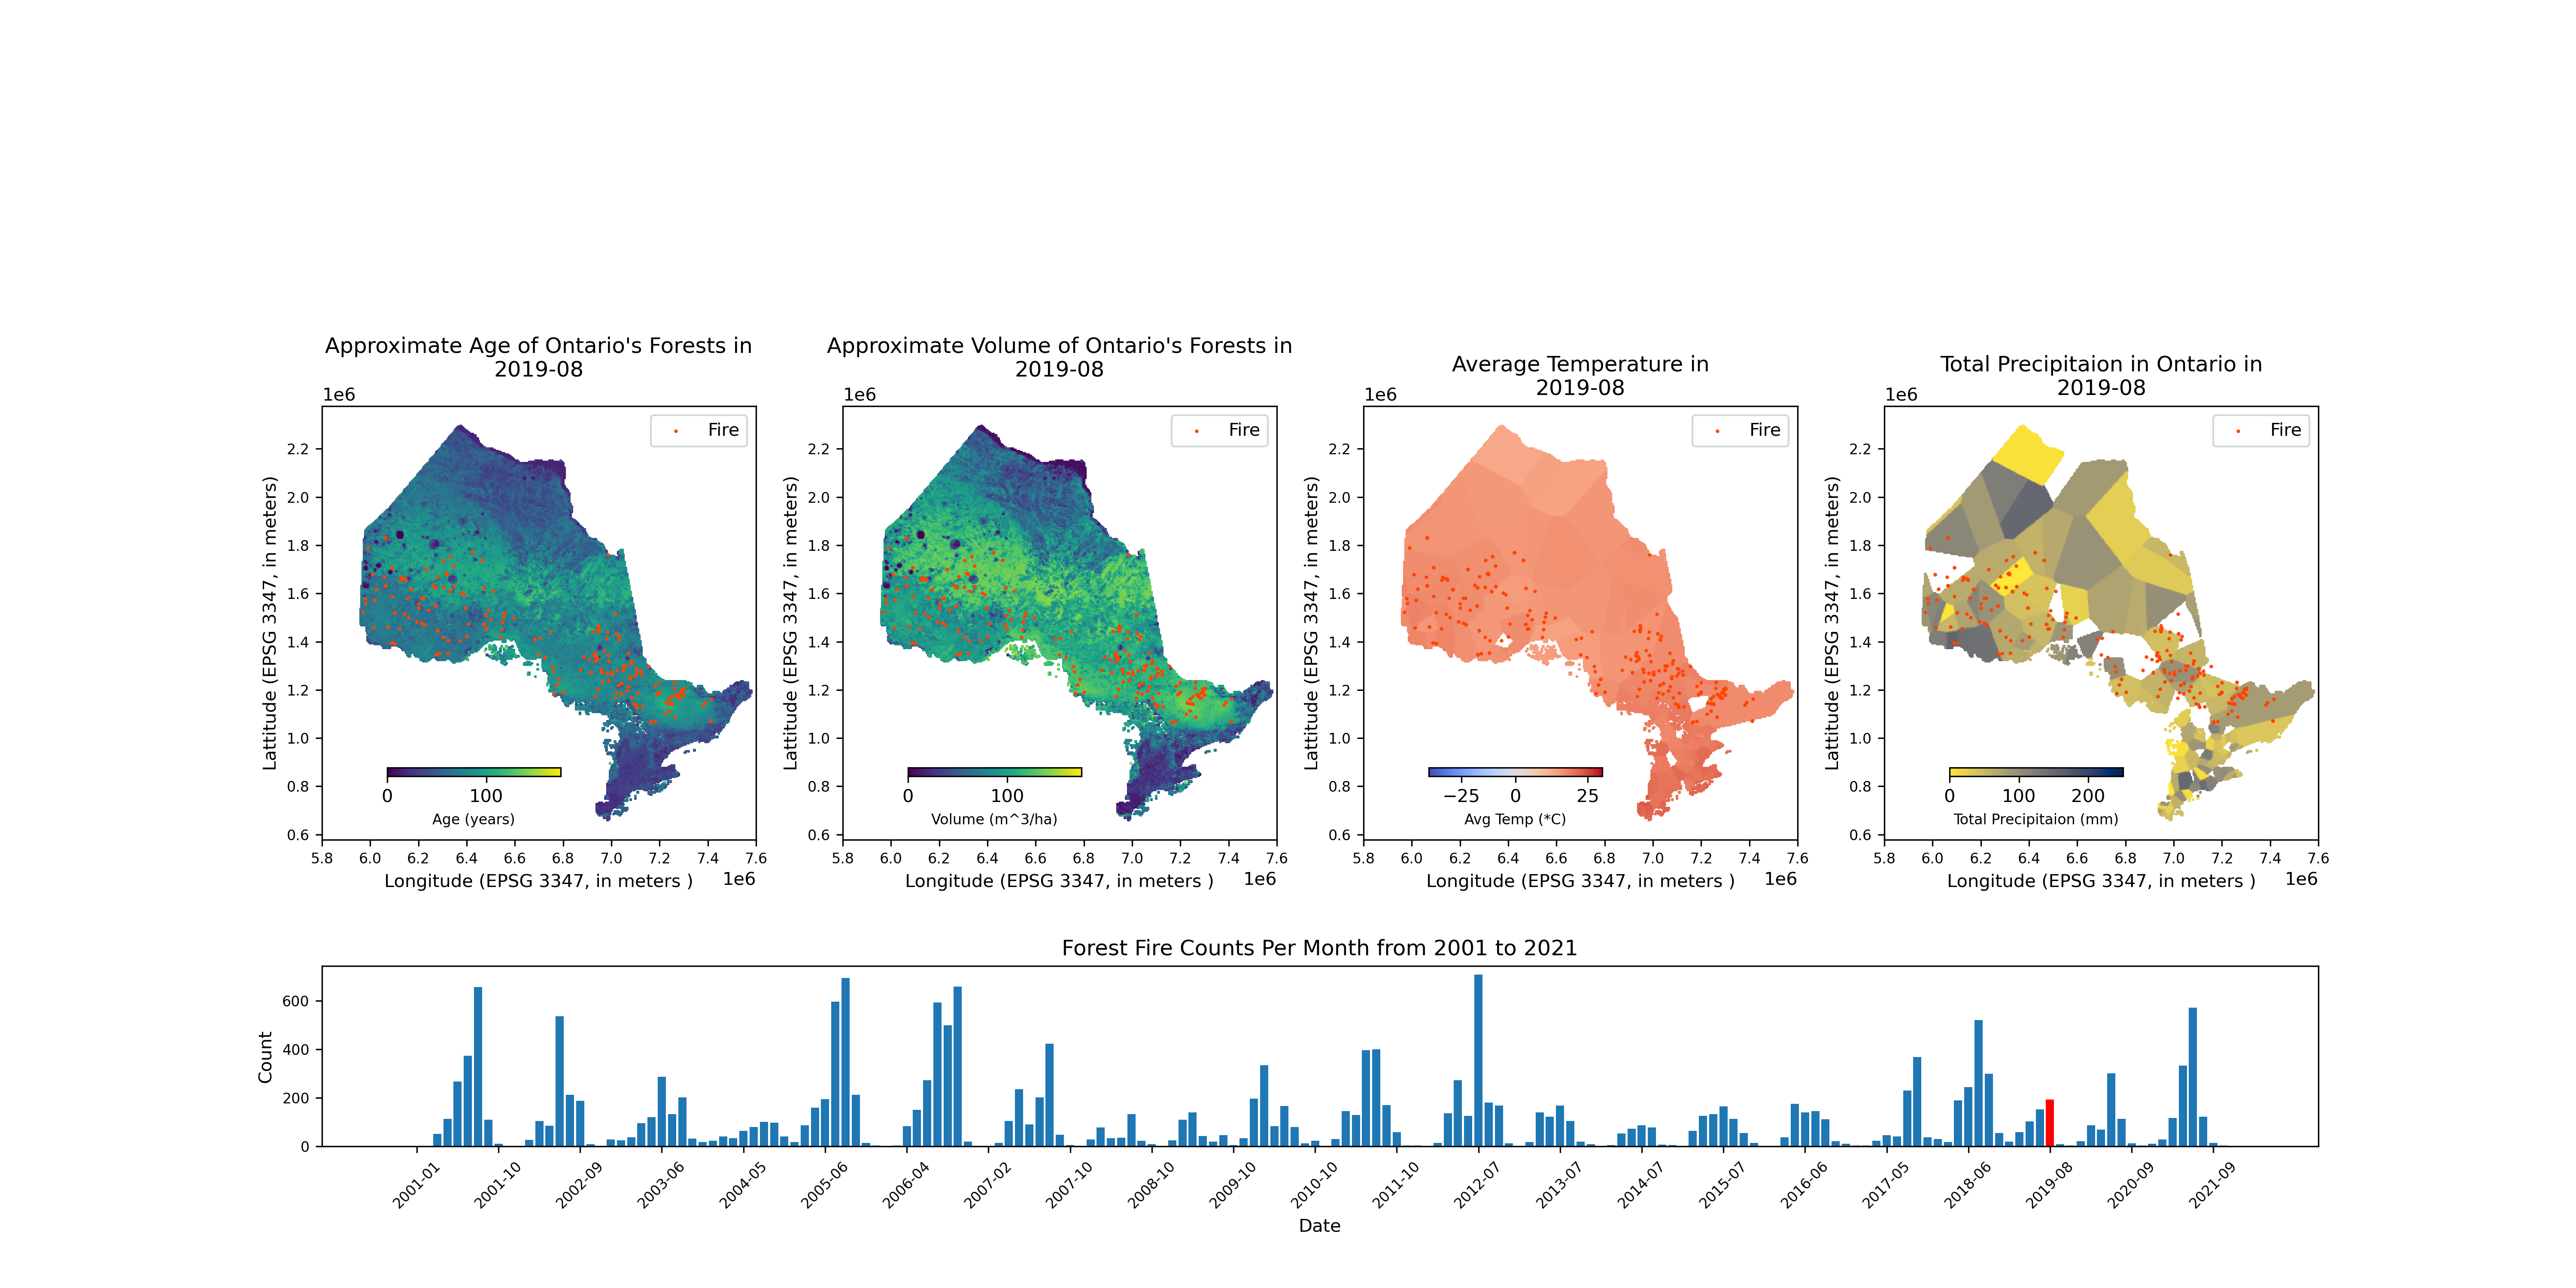 Approximate Age of Ontario's Forests in
2019-08
1e6
Fire
2.2
2.0
1.8
1.6
1.4
1.2
1.0
0.8
0.6
Lattitude (EPSG 3347, in meters)
0 100
Age (years)
5.8 6.0 6.2 6.4 6.6 6.8 7.0 7.2 7.4 7.6
Longitude (EPSG 3347, in meters )
1e6
Approximate Volume of Ontario's Forests in
2019-08
1e6
Fire
2.2
2.0
1.8
1.6
1.4
1.2
1.0
0.8
0.6
Lattitude (EPSG 3347, in meters)
0 100
Volume (m^3/ha)
5.8 6.0 6.2 6.4 6.6 6.8 7.0 7.2 7.4 7.6
Longitude (EPSG 3347, in meters )
1e6
Average Temperature in
2019-08
1e6
Fire
2.2
2.0
1.8
1.6
1.4
1.2
1.0
0.8
0.6
Lattitude (EPSG 3347, in meters)
−25 0 25
Avg Temp (*C)
5.8 6.0 6.2 6.4 6.6 6.8 7.0 7.2 7.4 7.6
Longitude (EPSG 3347, in meters )
1e6
Total Precipitaion in Ontario in
2019-08
1e6
Fire
2.2
2.0
1.8
1.6
1.4
1.2
1.0
0.8
0.6
Lattitude (EPSG 3347, in meters)
0 100 200
Total Precipitaion (mm)
5.8 6.0 6.2 6.4 6.6 6.8 7.0 7.2 7.4 7.6
Longitude (EPSG 3347, in meters )
1e6
Forest Fire Counts Per Month from 2001 to 2021
600
400
200
0
Count
2001-01 2001-10 2002-09 2003-06 2004-05 2005-06 2006-04 2007-02 2007-10 2008-10 2009-10 2010-10 2011-10 2012-07 2013-07 2014-07 2015-07 2016-06 2017-05 2018-06 2019-08 2020-09 2021-09
Date